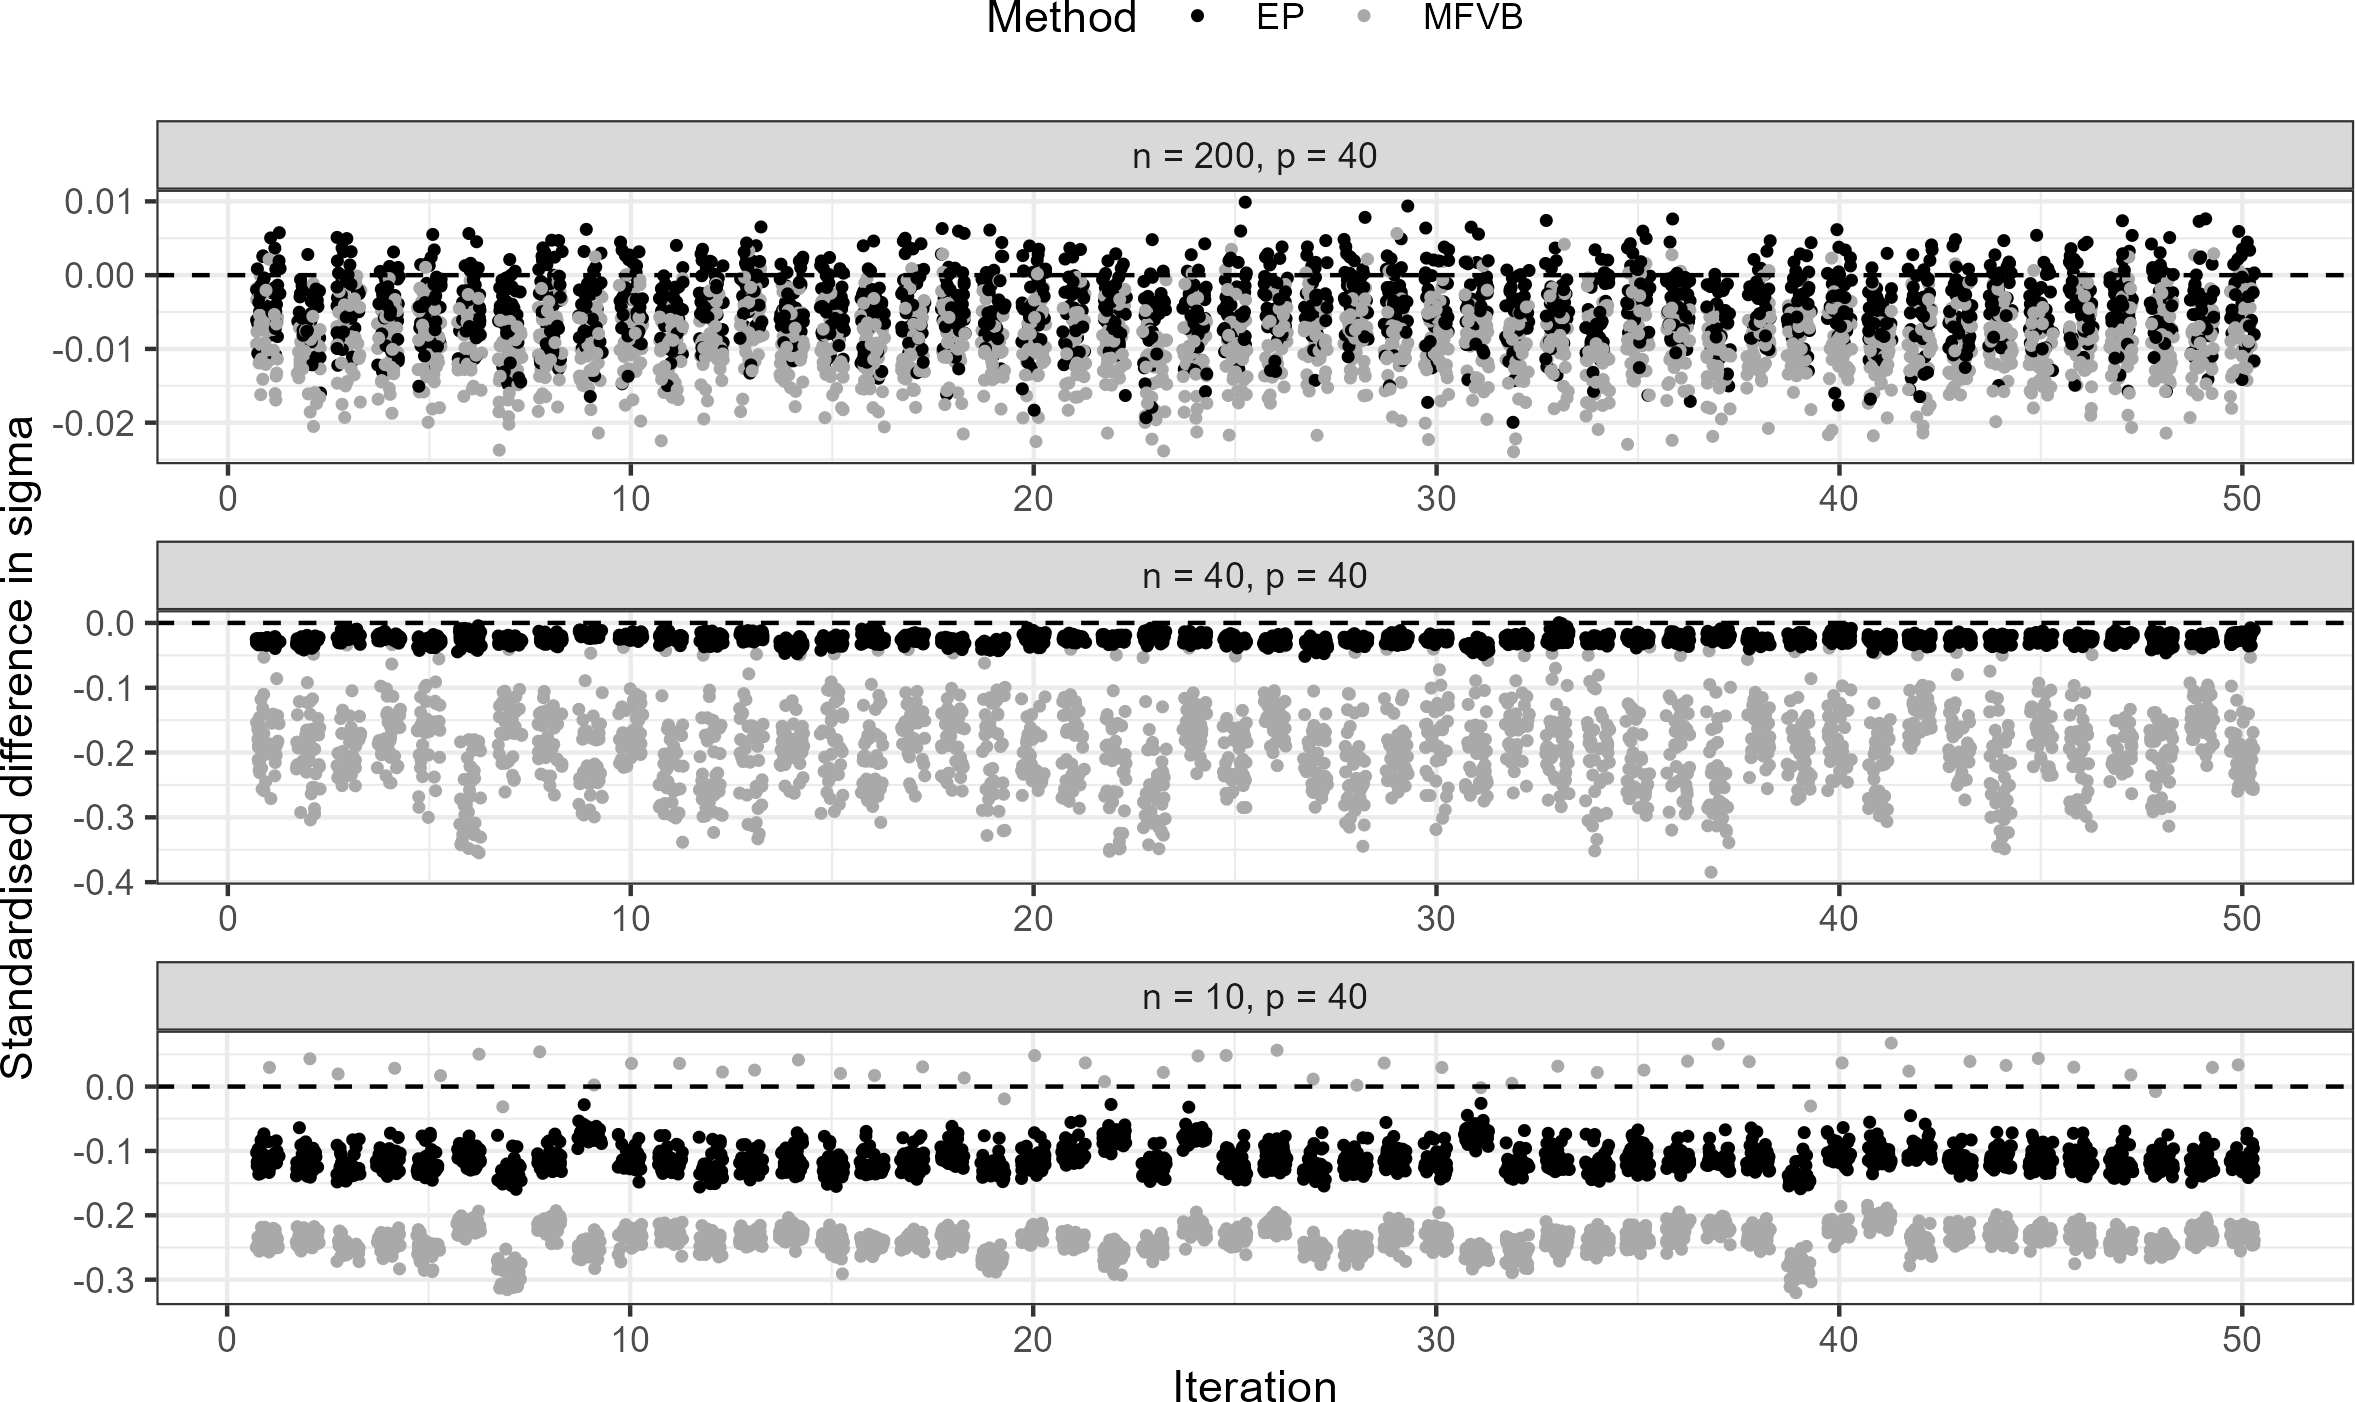 Method EP MFVB
n = 200, p = 40
0.01
0.00
-0.01
-0.02
0 10 20 30 40 50
n = 40, p = 40
0.0
-0.1
-0.2
-0.3
-0.4
0 10 20 30 40 50
n = 10, p = 40
0.0
-0.1
-0.2
-0.3
0 10 20 30 40 50
Iteration
Standardised difference in sigma